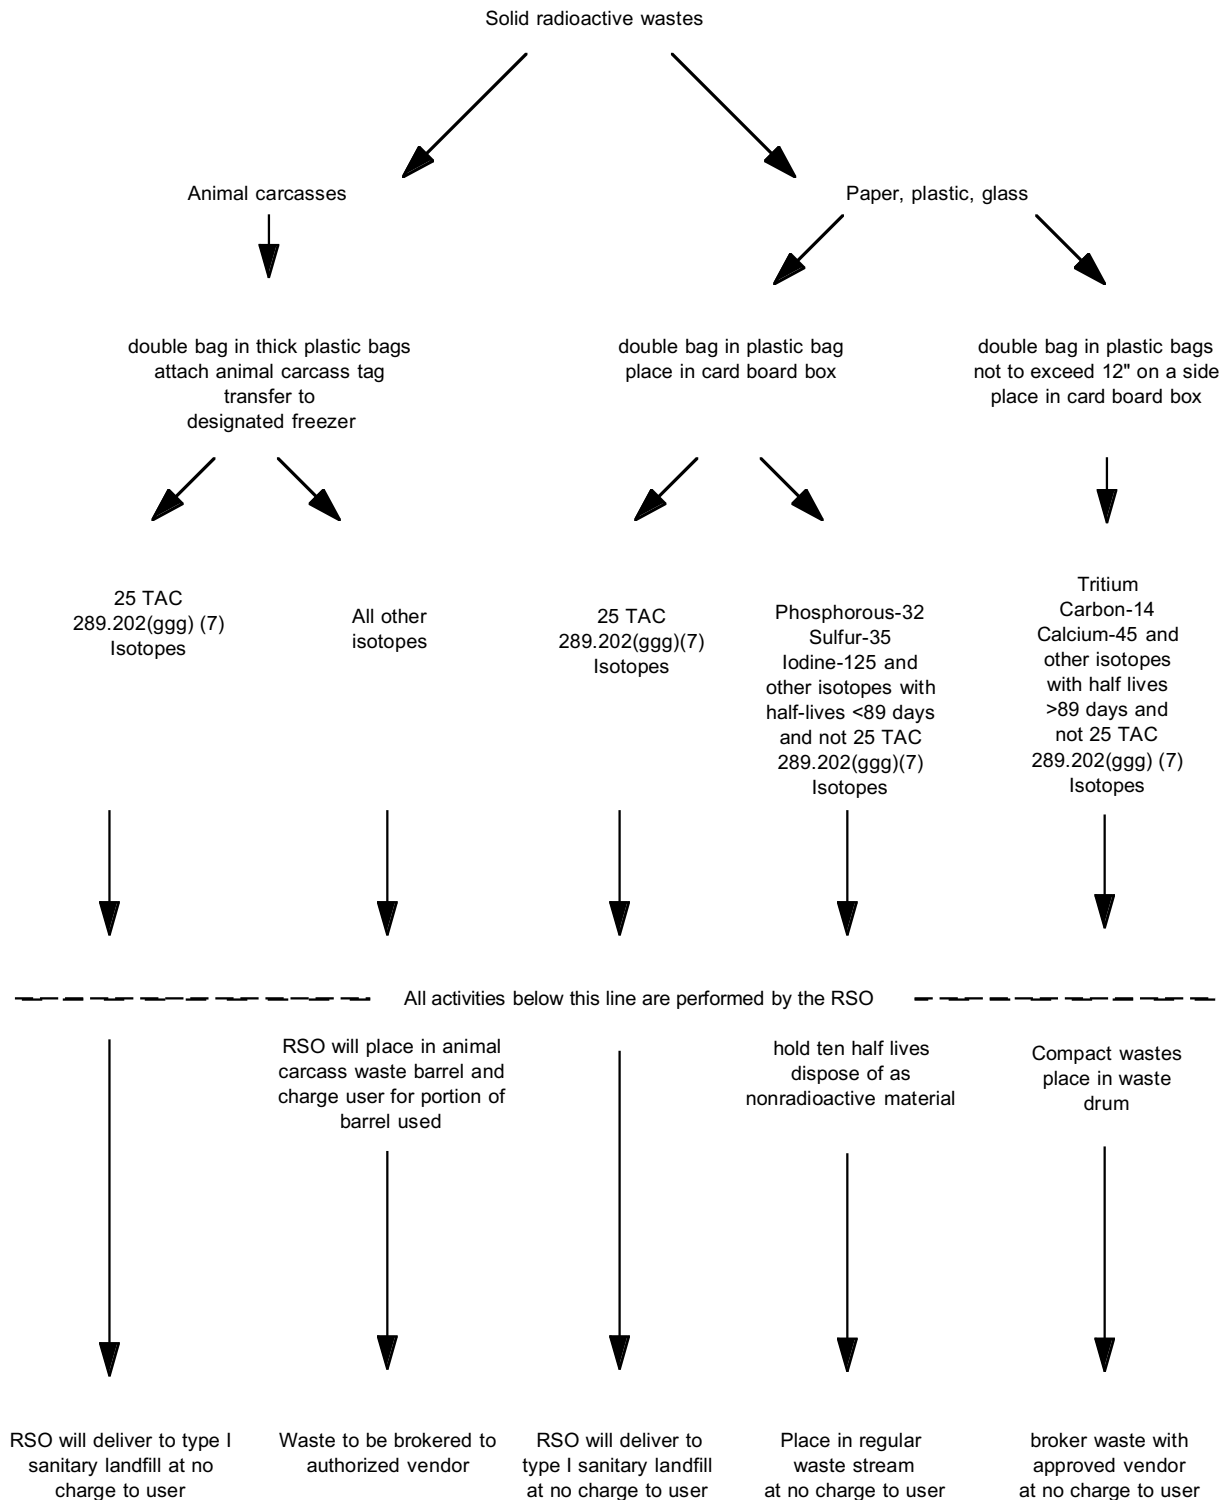 Solid radioactive wastes
Animal carcasses
Paper, plastic, glass
double bag in thick plastic bags
attach animal carcass tag
transfer to
designated freezer
double bag in plastic bag
place in card board box
double bag in plastic bags
not to exceed 12" on a side
place in card board box
25 TAC
289.202(ggg) (7)
Isotopes
All other
isotopes
25 TAC
289.202(ggg)(7)
Isotopes
Phosphorous-32
Sulfur-35
Iodine-125 and
other isotopes with
half-lives <89 days
and not 25 TAC
289.202(ggg)(7)
Isotopes
Tritium
Carbon-14
Calcium-45 and
other isotopes
with half lives
>89 days and
not 25 TAC
289.202(ggg) (7)
Isotopes
All activities below this line are performed by the RSO
RSO will place in animal
carcass waste barrel and
charge user for portion of
barrel used
hold ten half lives
dispose of as
nonradioactive material
Compact wastes
place in waste
drum
RSO will deliver to type I
sanitary landfill at no
charge to user
Waste to be brokered to
authorized vendor
RSO will deliver to
type I sanitary landfill
at no charge to user
Place in regular
waste stream
at no charge to user
broker waste with
approved vendor
at no charge to user